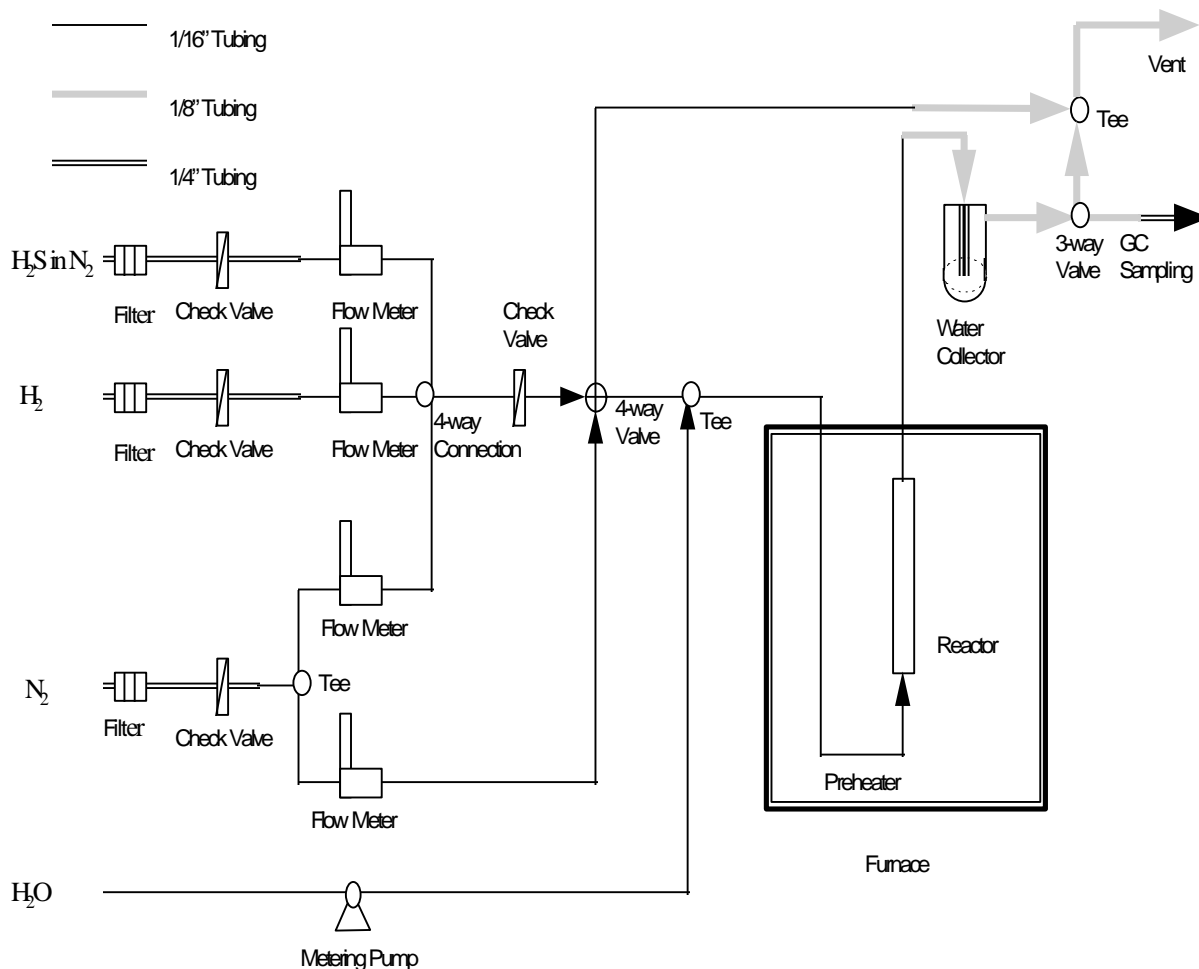 1/16” Tubing
1/8” Tubing
1/4” Tubing
Vent
Tee
H₂S in N₂
Filter
Check Valve
Flow Meter
Check
Valve
3-way
Valve
GC
Sampling
Water
Collector
H₂
Filter
Check Valve
Flow Meter
4-way
Connection
4-way
Valve
Tee
Flow Meter
Reactor
N₂
Tee
Filter
Check Valve
Preheater
Flow Meter
Furnace
H₂O
Metering Pump